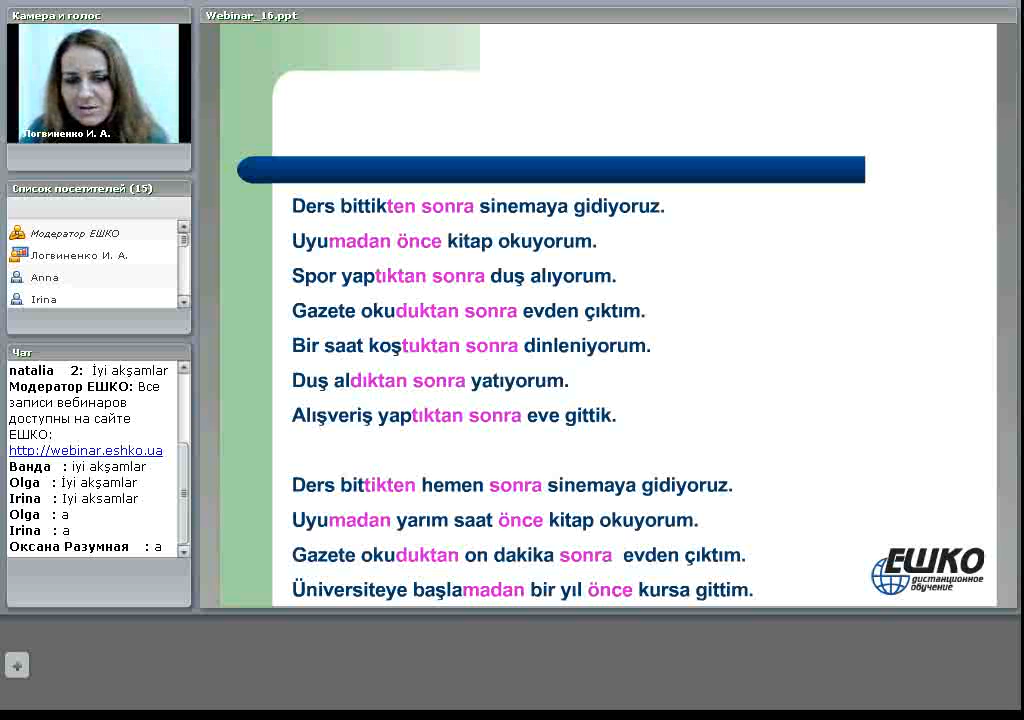 Камера и голос
Логвиненко И. А.
Список посетителей (15)
Модератор ЕШКО
Логвиненко И. А.
Anna
Irina
Чат
natalia 2: İyi akşamlar
Модератор ЕШКО: Все
записи вебинаров
доступны на сайте
ЕШКО:
http://webinar.eshko.ua
Ванда : iyi akşamlar
Olga : İyi akşamlar
Irina : Iyi aksamlar
Olga : a
Irina : a
Оксана Разумная : a
Webinar_16.ppt
Ders bittikten sonra sinemaya gidiyoruz.
Uyumadan önce kitap okuyorum.
Spor yaptıktan sonra duş alıyorum.
Gazete okuduktan sonra evden çıktım.
Bir saat koştuktan sonra dinleniyorum.
Duş aldıktan sonra yatıyorum.
Alışveriş yaptıktan sonra eve gittik.
Ders bittikten hemen sonra sinemaya gidiyoruz.
Uyumadan yarım saat önce kitap okuyorum.
Gazete okuduktan on dakika sonra evden çıktım.
Üniversiteye başlamadan bir yıl önce kursa gittim.
ЕШКО
дистанционное
обучение